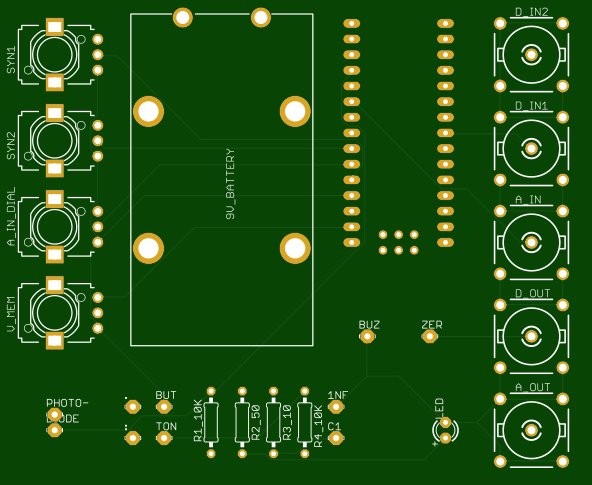 D_IN2
SYN1
D_IN1
SYN2
9V_BATTERY
A_IN_DIAL
A_IN
D_OUT
V_MEM
BUZ
ZER
A_OUT
PHOTO-
DIODE
BUT
TON
R1_10K
R2_50
R3_10
R4_10K
1NF
C1
LED
+